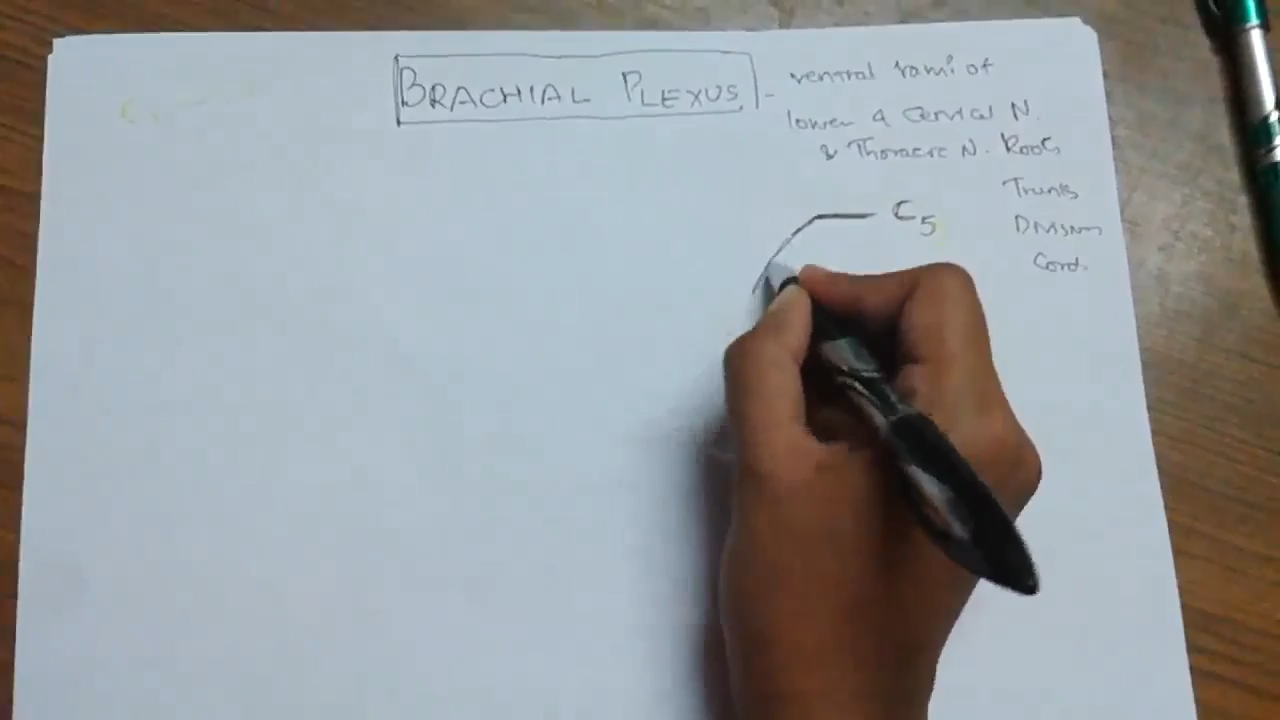 BRACHIAL PLEXUS - ventral rami of
lower 4 Cervical N.
& Thoracic N. Roots
Trunks
Division
Cord.
C5